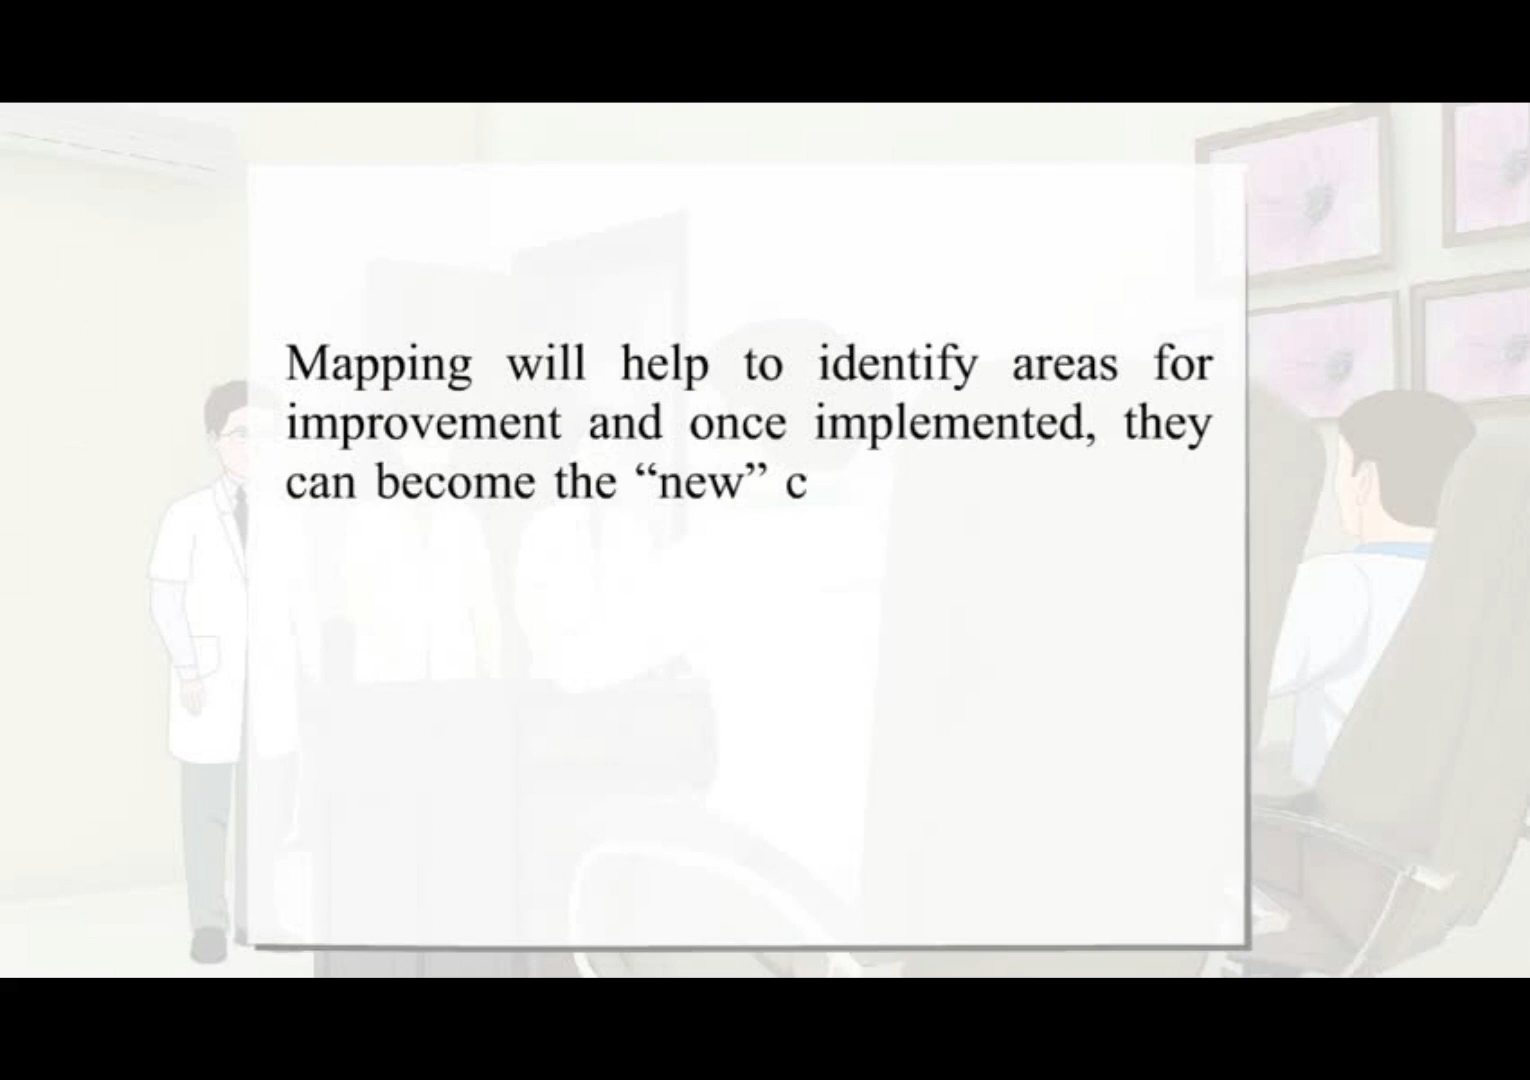 Mapping will help to identify areas for
improvement and once implemented, they
can become the “new” c